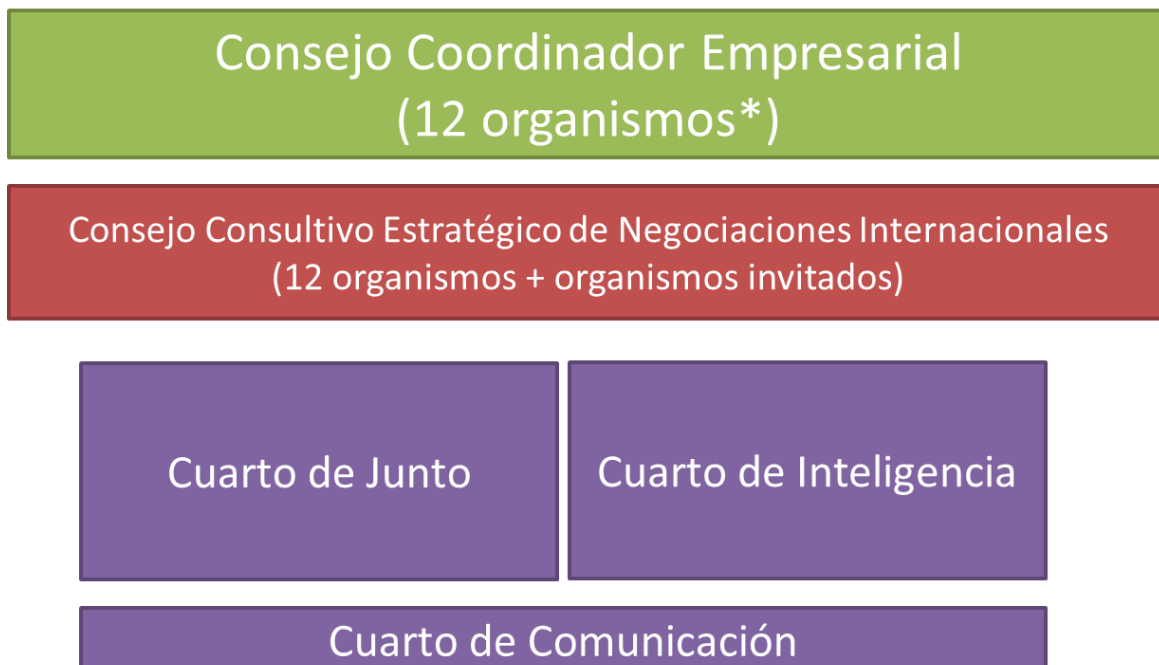 Consejo Coordinador Empresarial
(12 organismos*)
Consejo Consultivo Estratégico de Negociaciones Internacionales
(12 organismos + organismos invitados)
Cuarto de Junto
Cuarto de Inteligencia
Cuarto de Comunicación